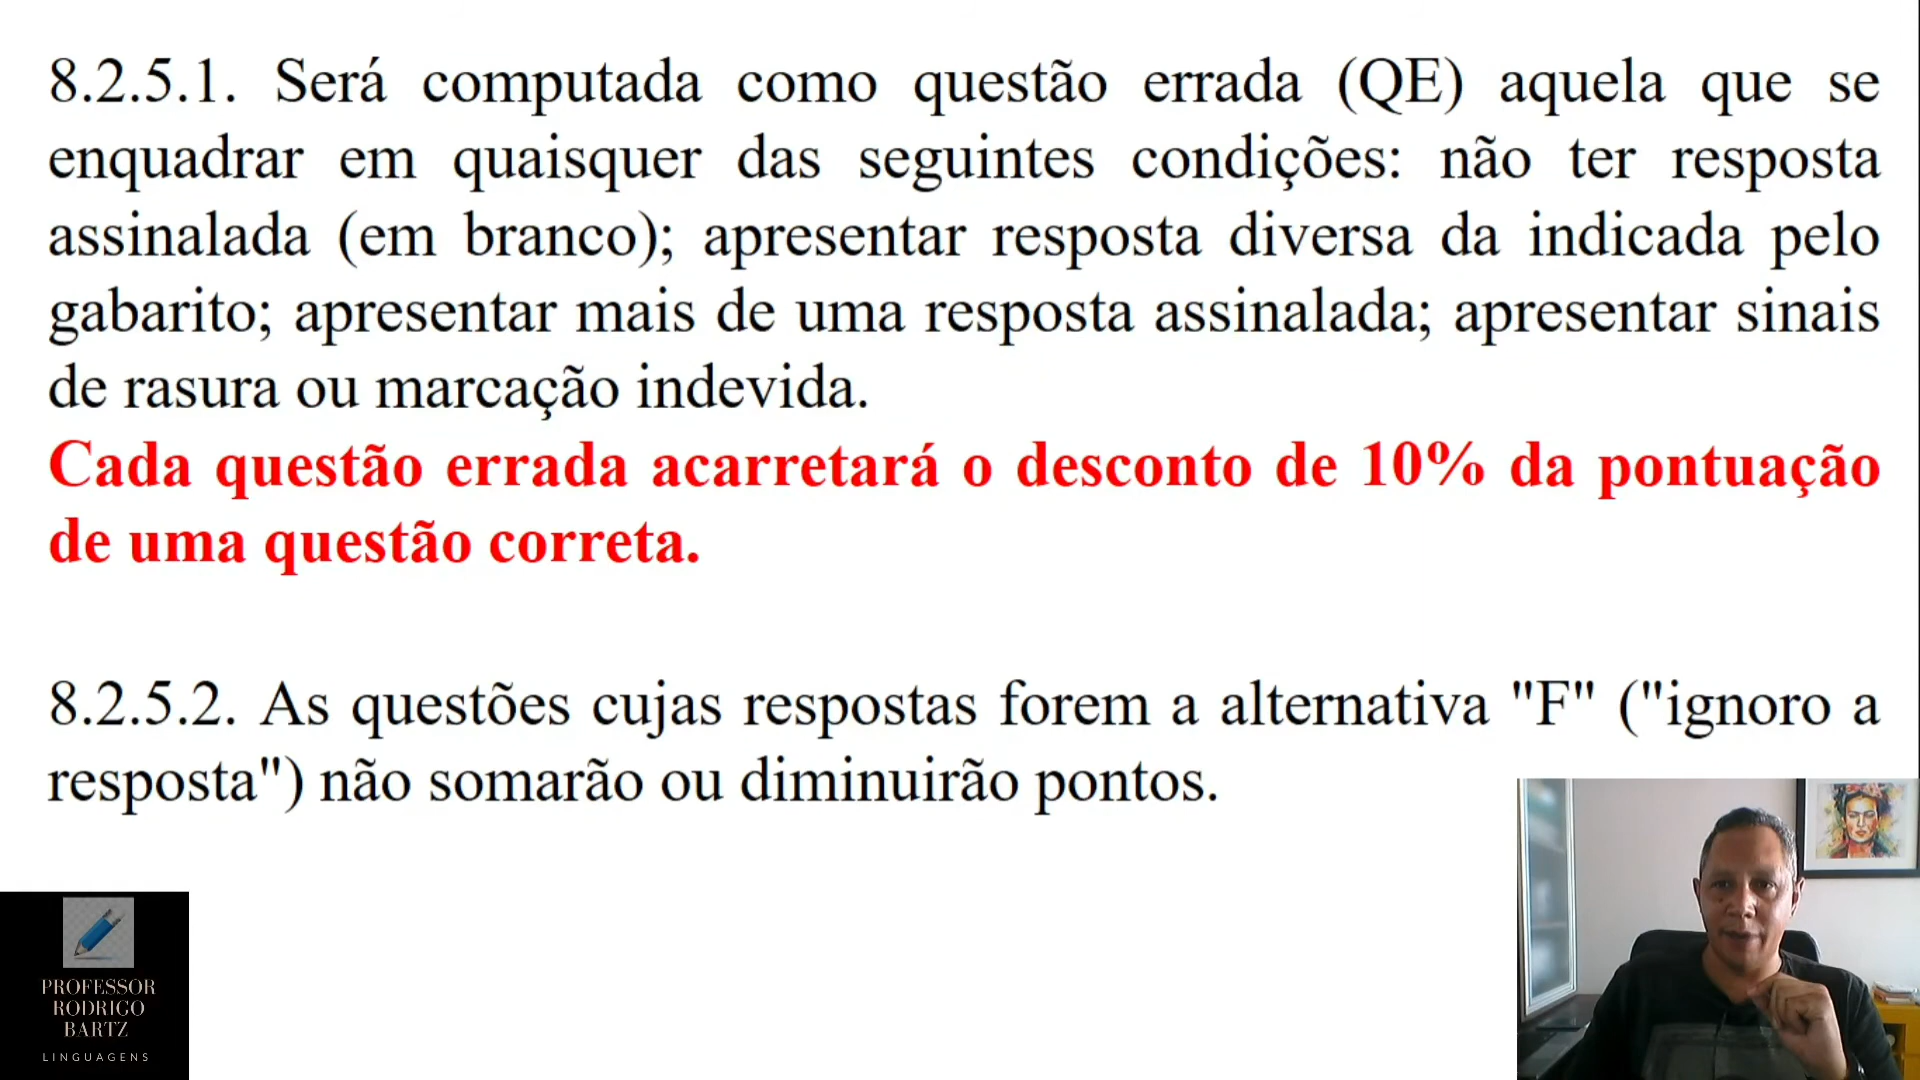 8.2.5.1. Será computada como questão errada (QE) aquela que se
enquadrar em quaisquer das seguintes condições: não ter resposta
assinalada (em branco); apresentar resposta diversa da indicada pelo
gabarito; apresentar mais de uma resposta assinalada; apresentar sinais
de rasura ou marcação indevida.
Cada questão errada acarretará o desconto de 10% da pontuação
de uma questão correta.
8.2.5.2. As questões cujas respostas forem a alternativa "F" ("ignoro a
resposta") não somarão ou diminuirão pontos.
PROFESSOR
RODRIGO
BARTZ
LINGUAGENS